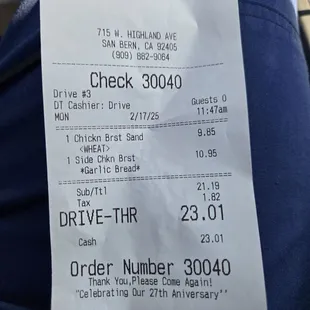 715 W. HIGHLAND AVE
SAN BERN, CA 92405
(909) 882-9064
Check 30040
Drive #3
DT Cashier: Drive Guests 0
MON 2/17/25 11:47am
1 Chickn Brst Sand 9.85
<WHEAT>
1 Side Chkn Brst 10.95
*Garlic Bread*
Sub/Ttl 21.19
Tax 1.82
DRIVE-THR 23.01
Cash 23.01
Order Number 30040
Thank You,Please Come Again!
"Celebrating Our 27th Aniversary''